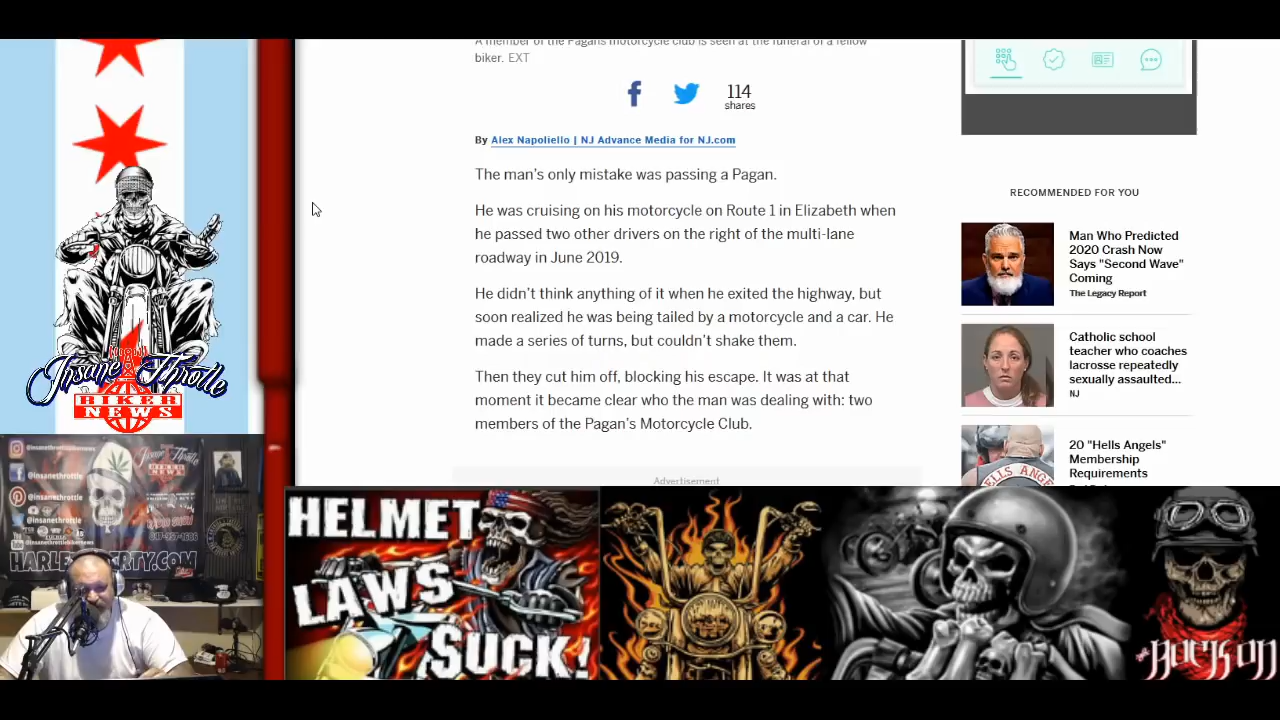 A member of the Pagans motorcycle club is seen at the funeral of a fellow
biker. EXT
114
shares
By Alex Napoliello | NJ Advance Media for NJ.com
The man's only mistake was passing a Pagan.
He was cruising on his motorcycle on Route 1 in Elizabeth when
he passed two other drivers on the right of the multi-lane
roadway in June 2019.
He didn't think anything of it when he exited the highway, but
soon realized he was being tailed by a motorcycle and a car. He
made a series of turns, but couldn't shake them.
Then they cut him off, blocking his escape. It was at that
moment it became clear who the man was dealing with: two
members of the Pagan's Motorcycle Club.
Advertisement
RECOMMENDED FOR YOU
Man Who Predicted
2020 Crash Now
Says "Second Wave"
Coming
The Legacy Report
Catholic school
teacher who coaches
lacrosse repeatedly
sexually assaulted...
NJ
20 "Hells Angels"
Membership
Requirements
HELLS ANGE
Insane Throttle
BIKER
NEWS
@insanethrottlebikernews
@insanethrottle
@insanethrottle
@insanethrottle
@insanethrottlebikernews
HELMET
LAWS
SUCK!